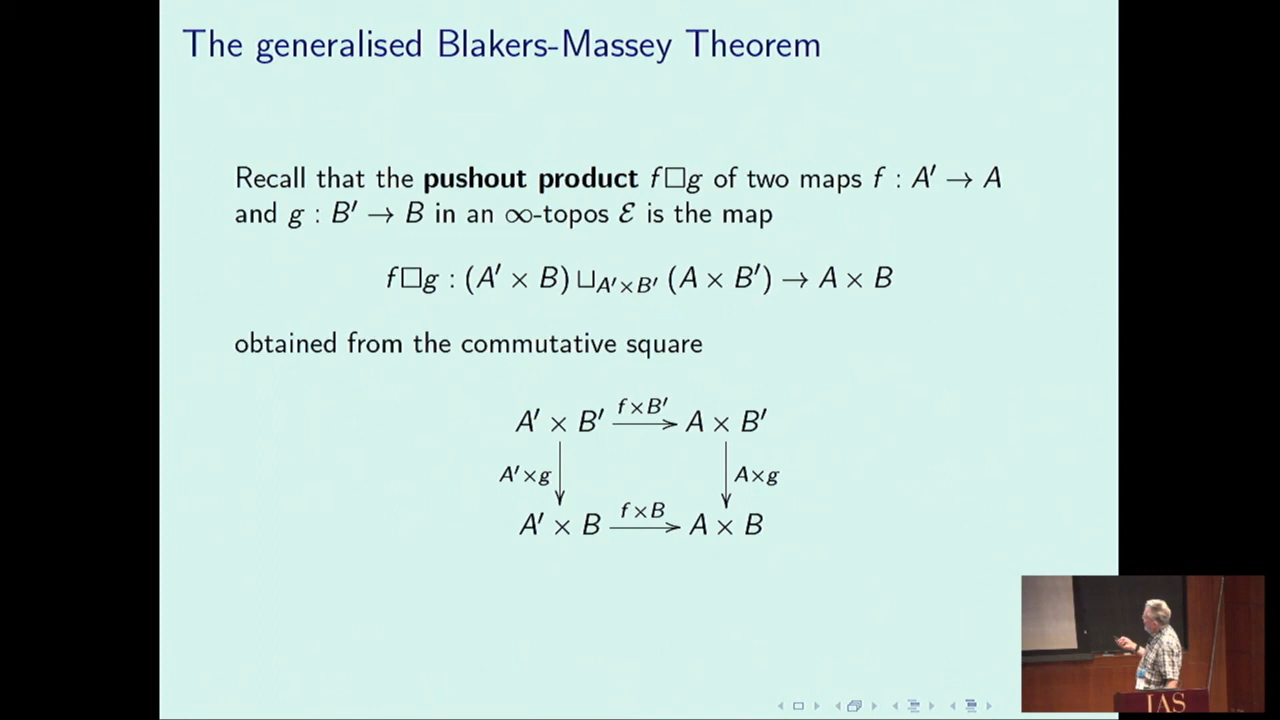 The generalised Blakers-Massey Theorem
Recall that the pushout product f□g of two maps f : A′ → A
and g : B′ → B in an ∞-topos ℰ is the map
f□g : (A′ × B) ⊔_{A′×B′} (A × B′) → A × B
obtained from the commutative square
A′ × B′ f×B′ A × B′
A′×g A×g
A′ × B f×B A × B
IAS